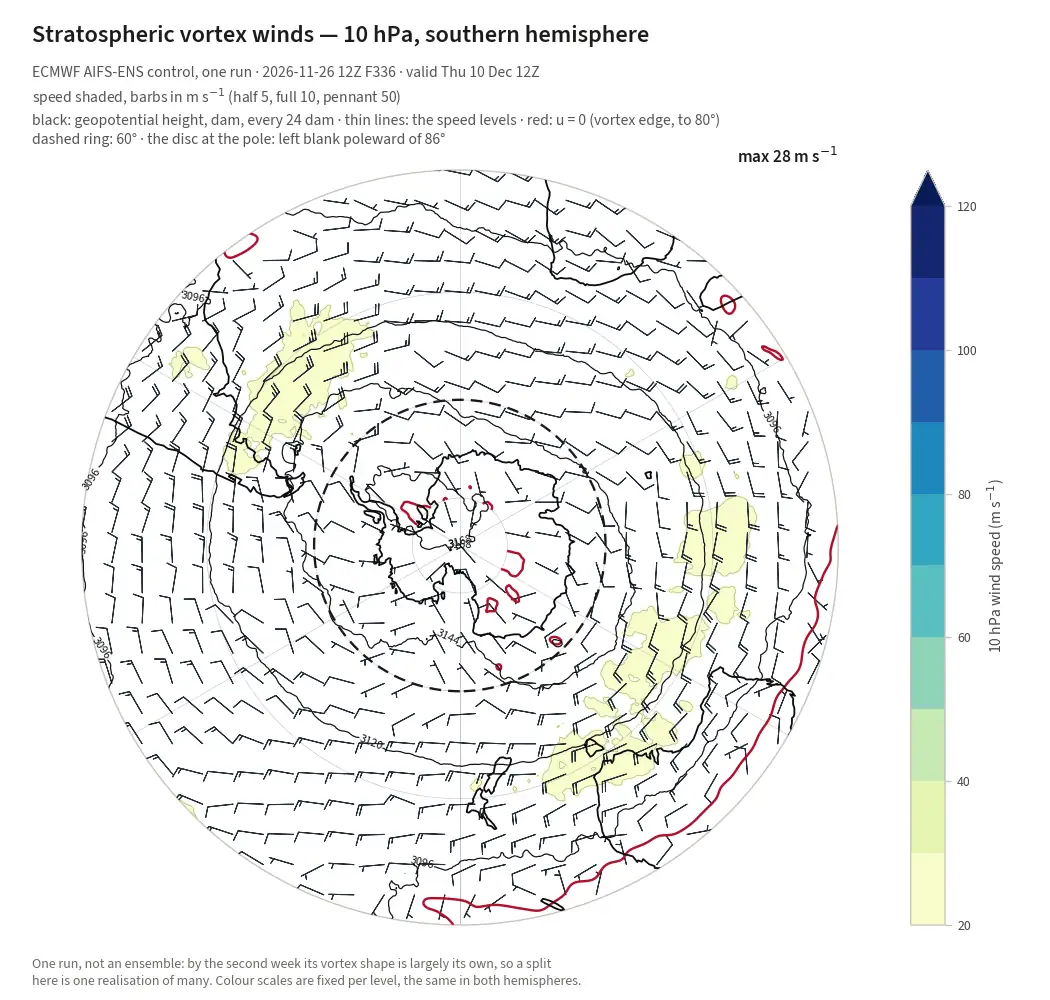 Stratospheric vortex winds — 10 hPa, southern hemisphere
ECMWF AIFS-ENS control, one run · 2026-11-26 12Z F336 · valid Thu 10 Dec 12Z
speed shaded, barbs in m s⁻¹ (half 5, full 10, pennant 50)
black: geopotential height, dam, every 24 dam · thin lines: the speed levels · red: u = 0 (vortex edge, to 80°)
dashed ring: 60° · the disc at the pole: left blank poleward of 86°
max 28 m s⁻¹
120
100
80
60
40
20
10 hPa wind speed (m s⁻¹)
3096
3096
3096
3096
3096
3168
3144
3120
3096
One run, not an ensemble: by the second week its vortex shape is largely its own, so a split
here is one realisation of many. Colour scales are fixed per level, the same in both hemispheres.